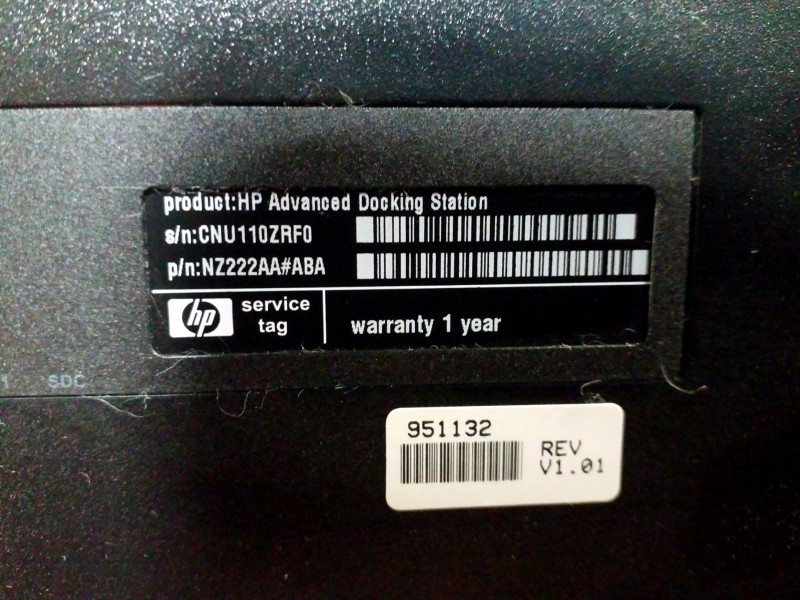 product:HP Advanced Docking Station
s/n:CNU110ZRF0
p/n:NZ222AA#ABA
hp
service
tag
warranty 1 year
1 SDC
951132
REV
V1.01